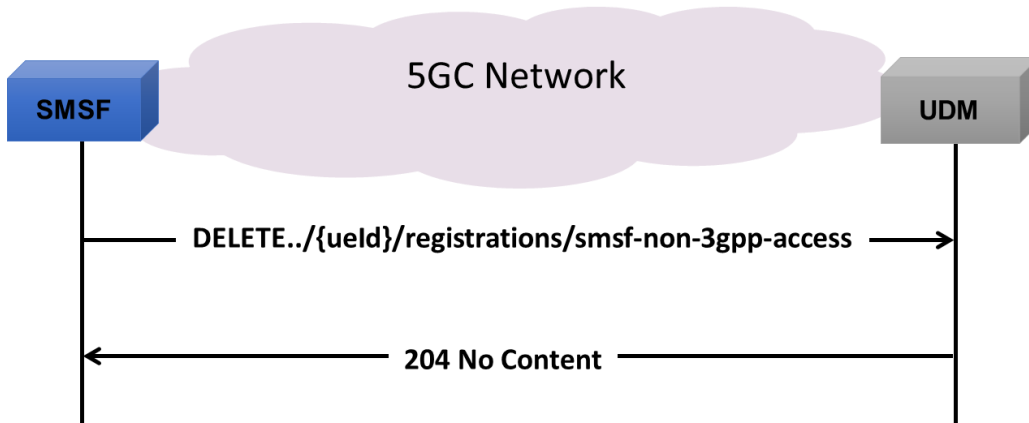 5GC Network
SMSF
UDM
DELETE../{ueId}/registrations/smsf-non-3gpp-access
204 No Content